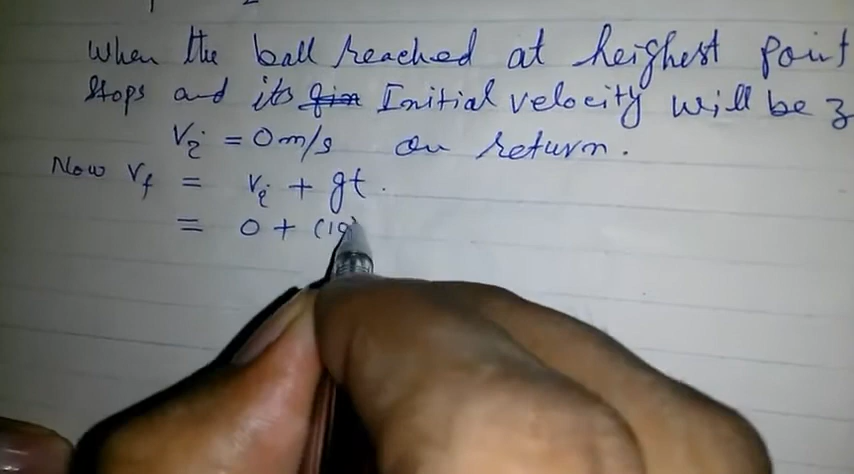 When the ball reached at heighest point
stops and its Initial velocity will be
Vi = 0 m/s on return.
Now Vf = Vi + gt.
= 0 + (10)